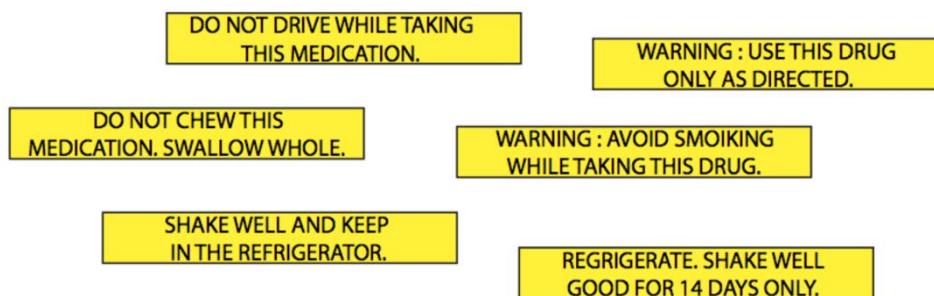 DO NOT DRIVE WHILE TAKING
THIS MEDICATION.
WARNING : USE THIS DRUG
ONLY AS DIRECTED.
DO NOT CHEW THIS
MEDICATION. SWALLOW WHOLE.
WARNING : AVOID SMOIKING
WHILE TAKING THIS DRUG.
SHAKE WELL AND KEEP
IN THE REFRIGERATOR.
REGRIGERATE. SHAKE WELL
GOOD FOR 14 DAYS ONLY.